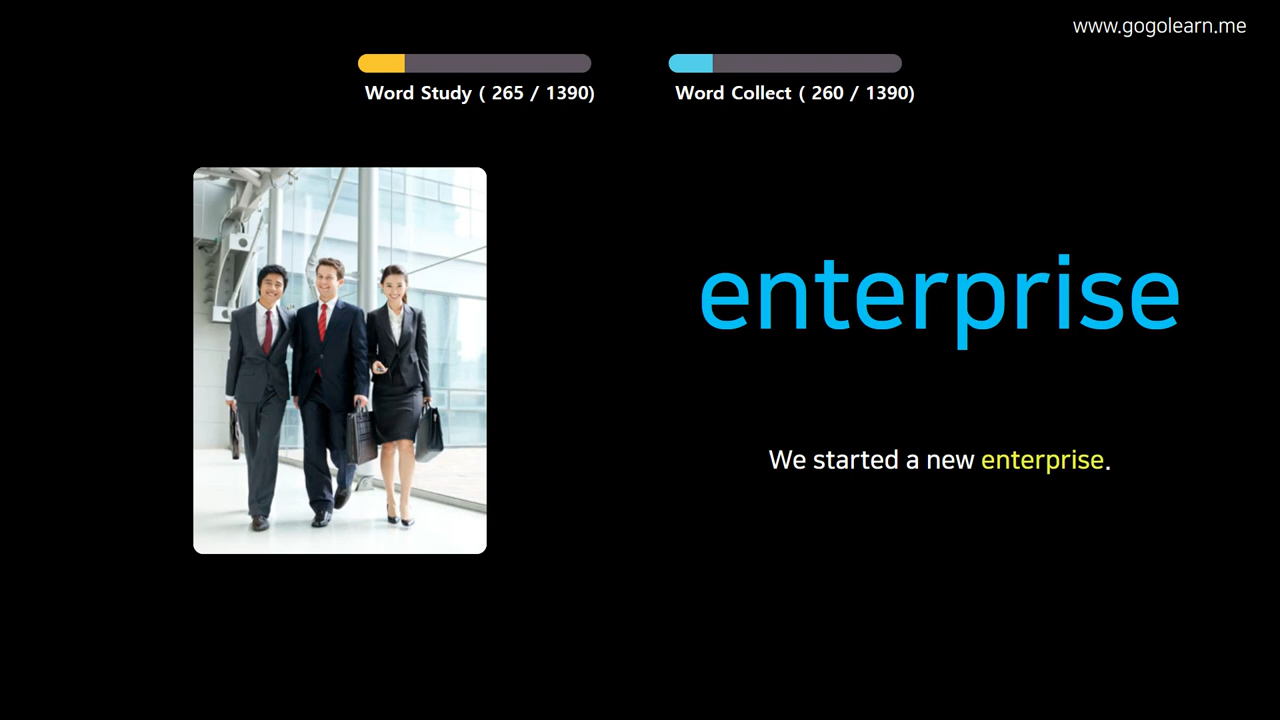 www.gogolearn.me
Word Study ( 265 / 1390)
Word Collect ( 260 / 1390)
enterprise
We started a new enterprise.